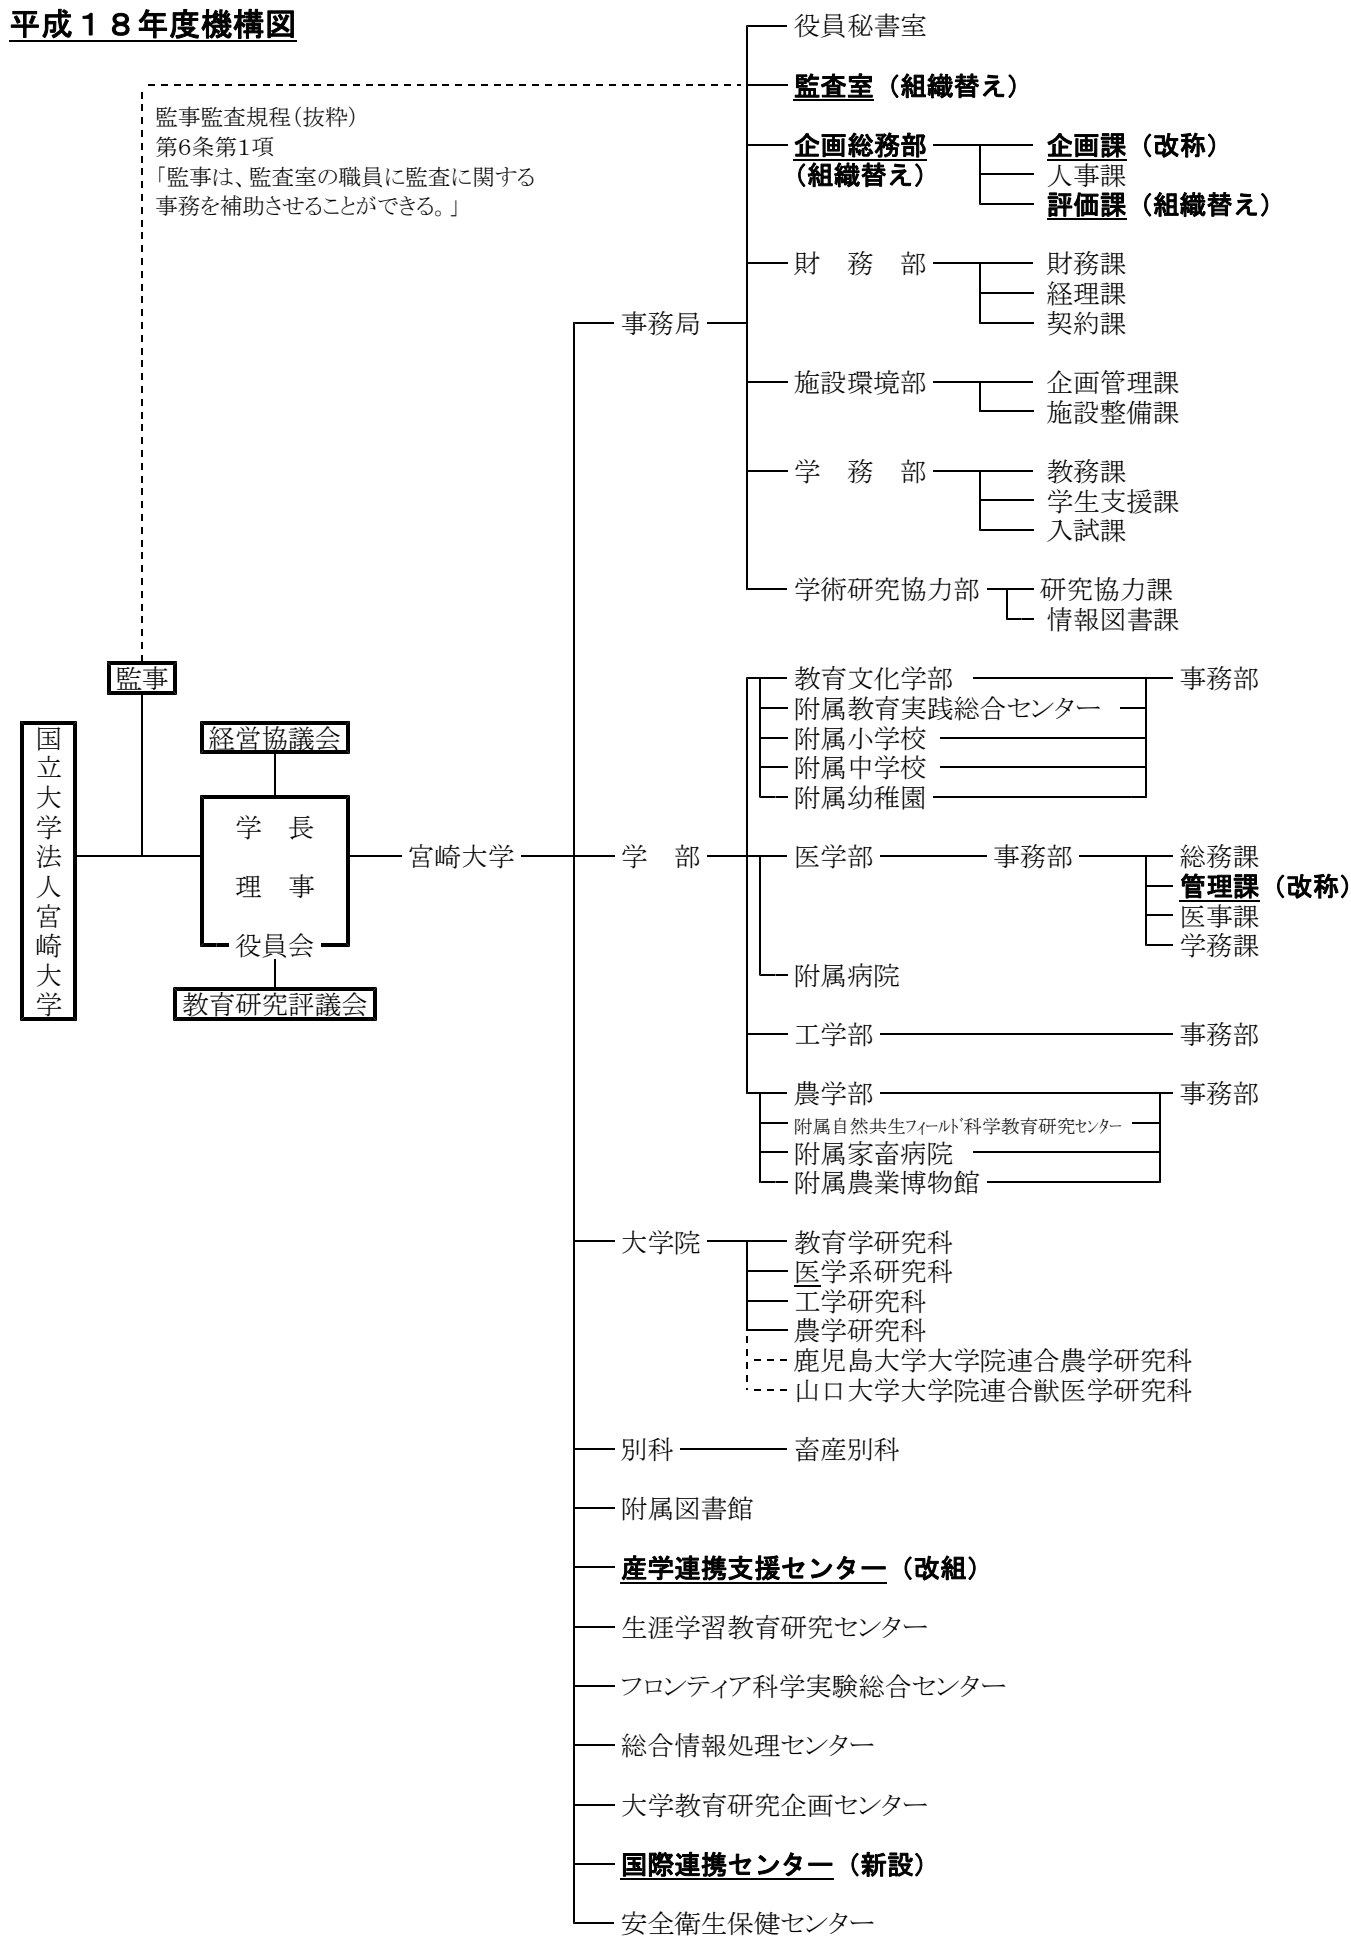 平成１８年度機構図
役員秘書室
監査室（組織替え）
監事監査規程（抜粋）
第6条第1項
「監事は、監査室の職員に監査に関する
事務を補助させることができる。」
企画総務部
（組織替え）
企画課（改称）
人事課
評価課（組織替え）
財　務　部
財務課
経理課
契約課
事務局
施設環境部
企画管理課
施設整備課
学　務　部
教務課
学生支援課
入試課
学術研究協力部
研究協力課
情報図書課
監事
国立大学法人宮崎大学
経営協議会
学　長
理　事
役員会
教育研究評議会
宮崎大学
学　部
教育文化学部
事務部
附属教育実践総合センター
附属小学校
附属中学校
附属幼稚園
医学部
事務部
総務課
管理課（改称）
医事課
学務課
附属病院
工学部
事務部
農学部
事務部
附属自然共生ﾌｨｰﾙﾄﾞ科学教育研究ｾﾝﾀｰ
附属家畜病院
附属農業博物館
大学院
教育学研究科
医学系研究科
工学研究科
農学研究科
鹿児島大学大学院連合農学研究科
山口大学大学院連合獣医学研究科
別科
畜産別科
附属図書館
産学連携支援センター（改組）
生涯学習教育研究センター
フロンティア科学実験総合センター
総合情報処理センター
大学教育研究企画センター
国際連携センター（新設）
安全衛生保健センター